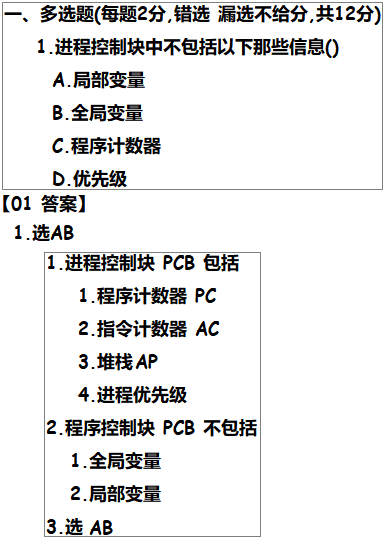 一、多选题(每题2分,错选 漏选不给分,共12分)
1.进程控制块中不包括以下那些信息()
A.局部变量
B.全局变量
C.程序计数器
D.优先级
【01 答案】
1.选AB
1.进程控制块 PCB 包括
1.程序计数器 PC
2.指令计数器 AC
3.堆栈AP
4.进程优先级
2.程序控制块 PCB 不包括
1.全局变量
2.局部变量
3.选 AB